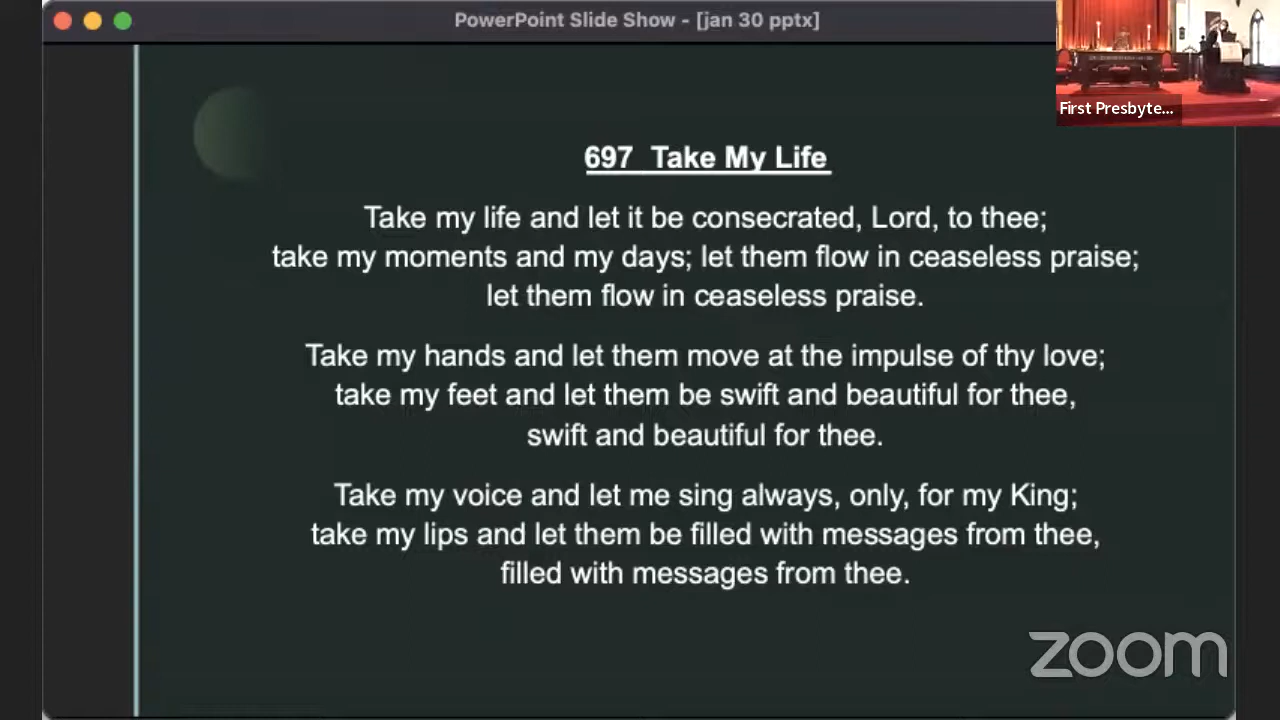 PowerPoint Slide Show - [jan 30 pptx]
First Presbyte...
697 Take My Life
Take my life and let it be consecrated, Lord, to thee;
take my moments and my days; let them flow in ceaseless praise;
let them flow in ceaseless praise.
Take my hands and let them move at the impulse of thy love;
take my feet and let them be swift and beautiful for thee,
swift and beautiful for thee.
Take my voice and let me sing always, only, for my King;
take my lips and let them be filled with messages from thee,
filled with messages from thee.
zoom